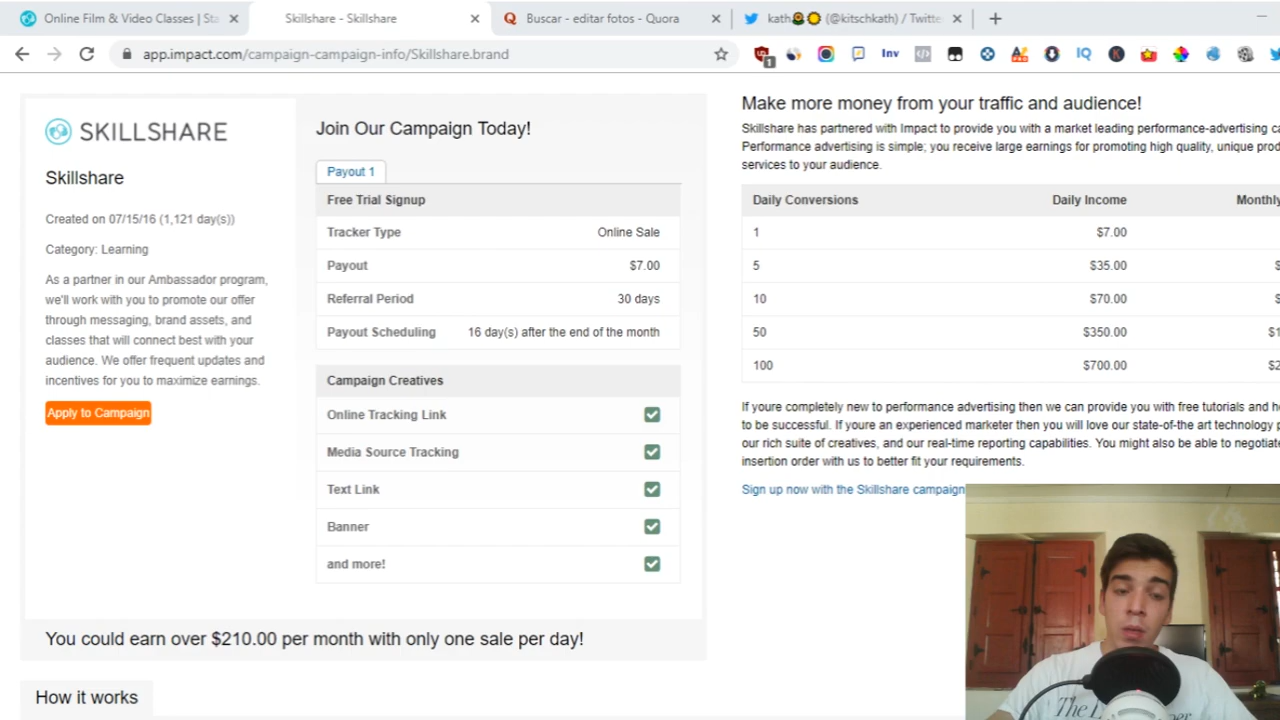 Online Film & Video Classes | Sta
Skillshare - Skillshare
Buscar - editar fotos - Quora
kath (@kitschkath) / Twitte
app.impact.com/campaign-campaign-info/Skillshare.brand
1
Inv
IQ
SKILLSHARE
Skillshare
Created on 07/15/16 (1,121 day(s))
Category: Learning
As a partner in our Ambassador program,
we'll work with you to promote our offer
through messaging, brand assets, and
classes that will connect best with your
audience. We offer frequent updates and
incentives for you to maximize earnings.
Apply to Campaign
Join Our Campaign Today!
Payout 1
Free Trial Signup
Tracker Type Online Sale
Payout $7.00
Referral Period 30 days
Payout Scheduling 16 day(s) after the end of the month
Campaign Creatives
Online Tracking Link
Media Source Tracking
Text Link
Banner
and more!
You could earn over $210.00 per month with only one sale per day!
How it works
Make more money from your traffic and audience!
Skillshare has partnered with Impact to provide you with a market leading performance-advertising ca
Performance advertising is simple; you receive large earnings for promoting high quality, unique prod
services to your audience.
Daily Conversions Daily Income Monthly
1 $7.00
5 $35.00 $
10 $70.00 $
50 $350.00 $1
100 $700.00 $2
If youre completely new to performance advertising then we can provide you with free tutorials and he
to be successful. If youre an experienced marketer then you will love our state-of-the art technology p
our rich suite of creatives, and our real-time reporting capabilities. You might also be able to negotiate
insertion order with us to better fit your requirements.
Sign up now with the Skillshare campaign
The